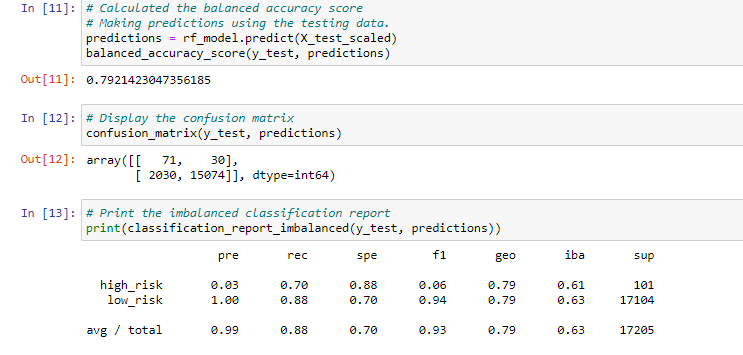 In [11]: # Calculated the balanced accuracy score
# Making predictions using the testing data.
predictions = rf_model.predict(X_test_scaled)
balanced_accuracy_score(y_test, predictions)
Out[11]: 0.7921423047356185
In [12]: # Display the confusion matrix
confusion_matrix(y_test, predictions)
Out[12]: array([[   71,    30],
       [ 2030, 15074]], dtype=int64)
In [13]: # Print the imbalanced classification report
print(classification_report_imbalanced(y_test, predictions))
pre rec spe f1 geo iba sup
high_risk 0.03 0.70 0.88 0.06 0.79 0.61 101
low_risk 1.00 0.88 0.70 0.94 0.79 0.63 17104
avg / total 0.99 0.88 0.70 0.93 0.79 0.63 17205